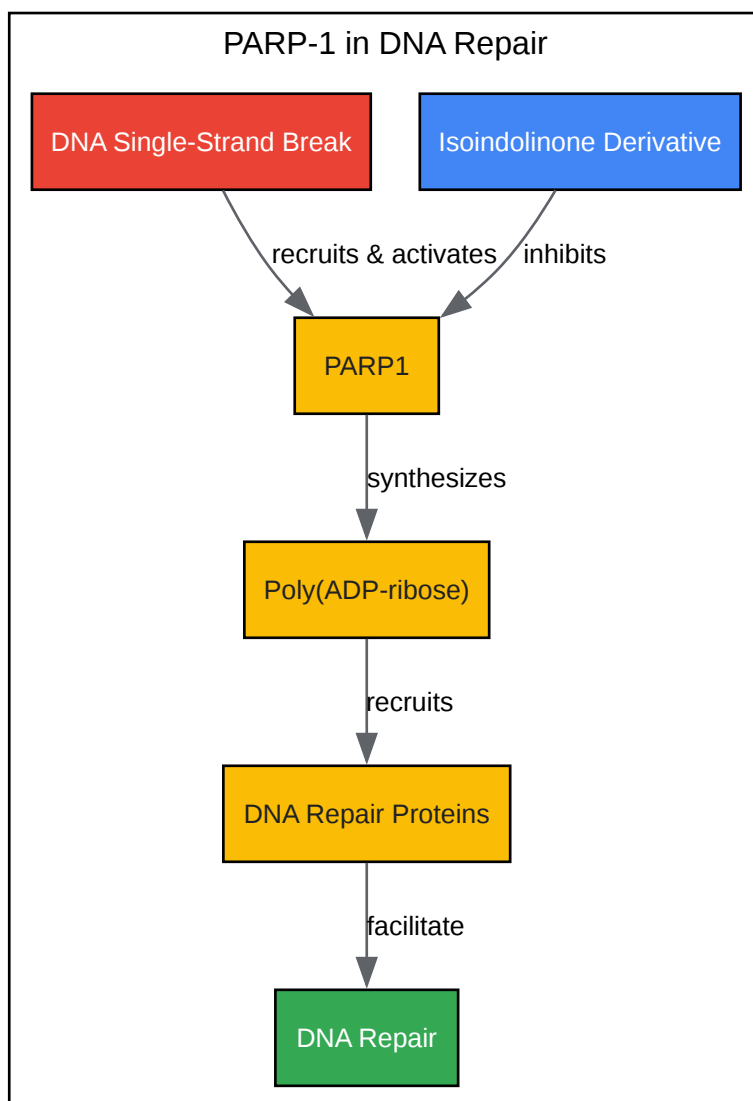 PARP-1 in DNA Repair
DNA Single-Strand Break
Isoindolinone Derivative
recruits & activates
inhibits
PARP1
synthesizes
Poly(ADP-ribose)
recruits
DNA Repair Proteins
facilitate
DNA Repair